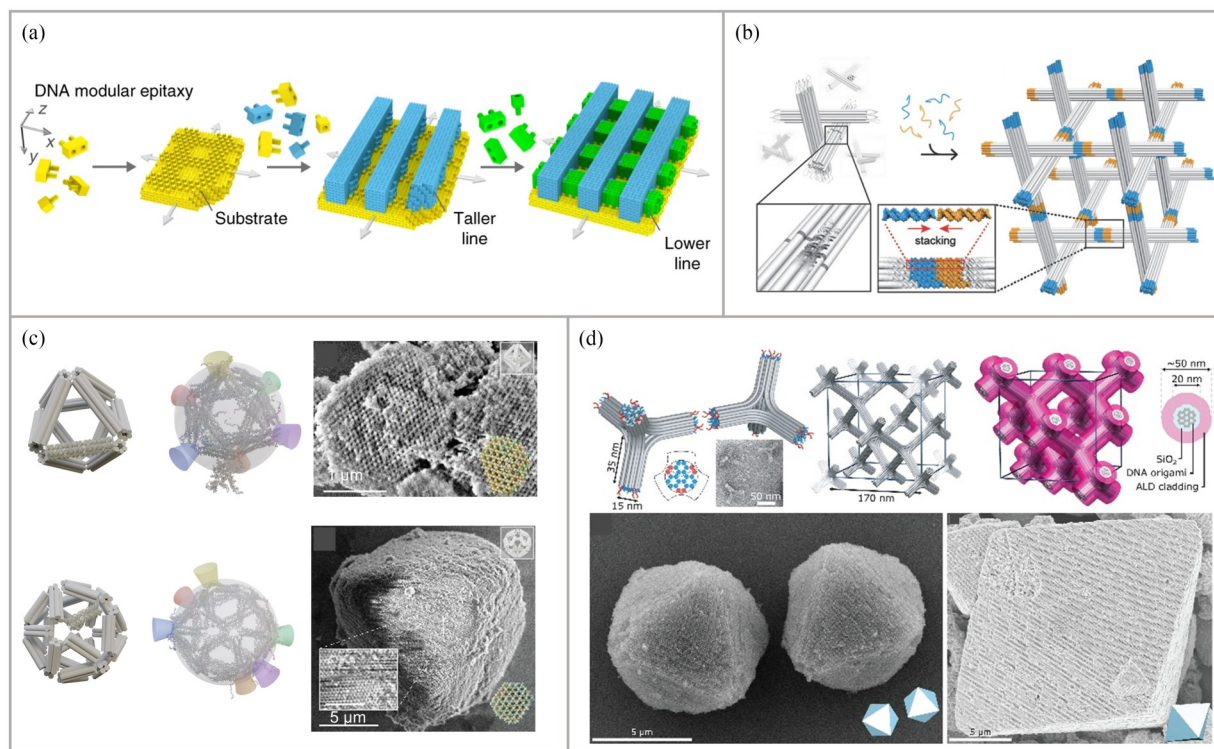 (a)
DNA modular epitaxy
z
x
y
Substrate
Taller
line
Lower
line
(b)
stacking
(c)
1 μm
5 μm
(d)
35 nm
15 nm
50 nm
170 nm
~50 nm
20 nm
SiO₂
DNA origami
ALD cladding
5 μm
5 μm